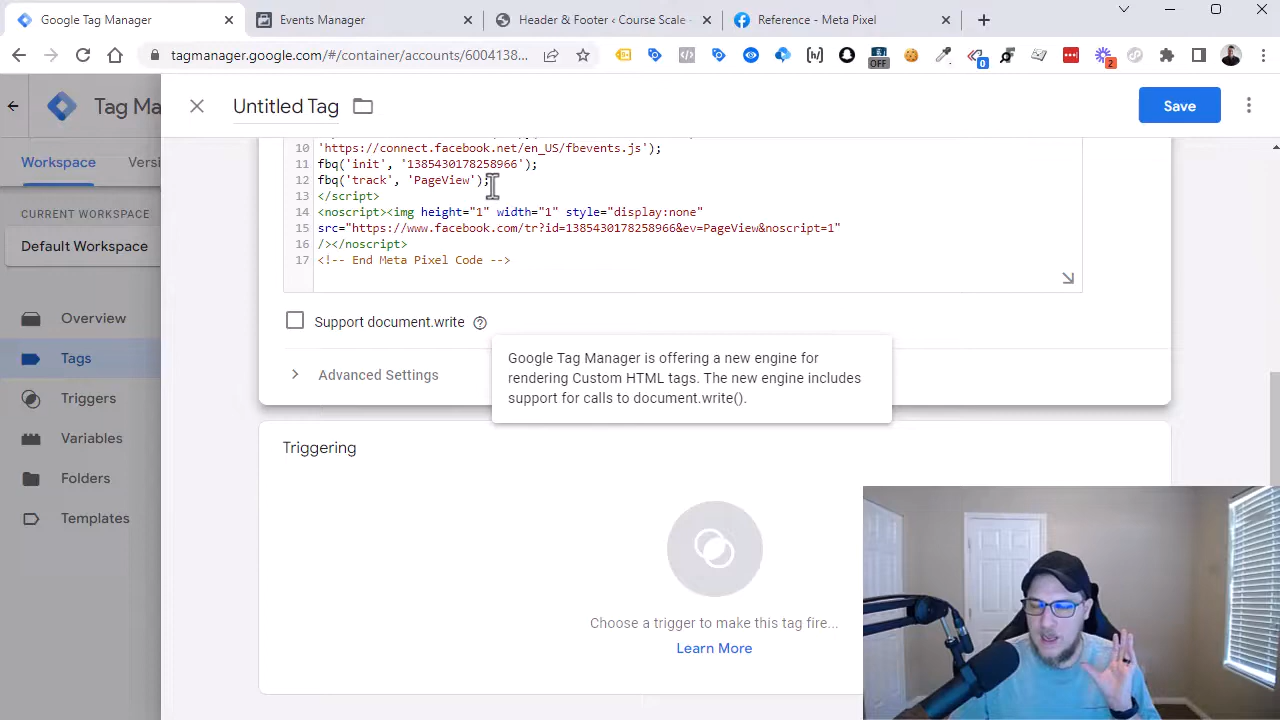 Google Tag Manager
Events Manager
Header & Footer ‹ Course Scale -
Reference - Meta Pixel
tagmanager.google.com/#/container/accounts/6004138...
OFF
0
2
Tag Ma
Untitled Tag
Save
Workspace
Versi
CURRENT WORKSPACE
Default Workspace
Overview
Tags
Triggers
Variables
Folders
Templates
10 'https://connect.facebook.net/en_US/fbevents.js');
11 fbq('init', '1385430178258966');
12 fbq('track', 'PageView');
13 </script>
14 <noscript><img height="1" width="1" style="display:none"
15 src="https://www.facebook.com/tr?id=1385430178258966&ev=PageView&noscript=1"
16 /></noscript>
17 <!-- End Meta Pixel Code -->
Support document.write
Google Tag Manager is offering a new engine for
rendering Custom HTML tags. The new engine includes
support for calls to document.write().
Advanced Settings
Triggering
Choose a trigger to make this tag fire...
Learn More